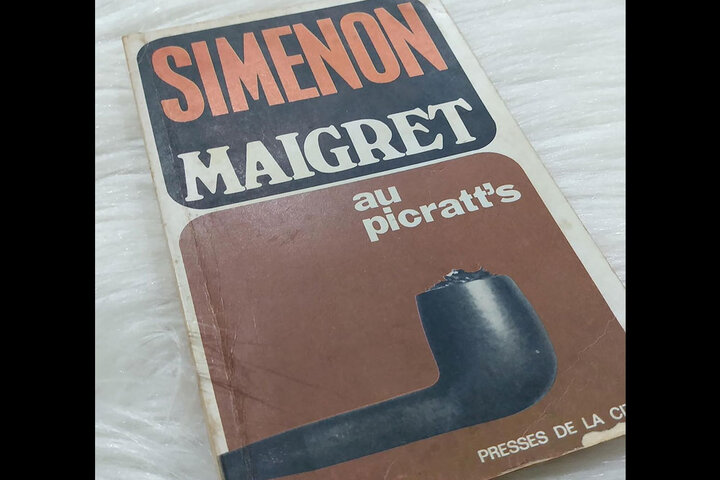 SIMENON
MAIGRET
au
picratt's
PRESSES DE LA